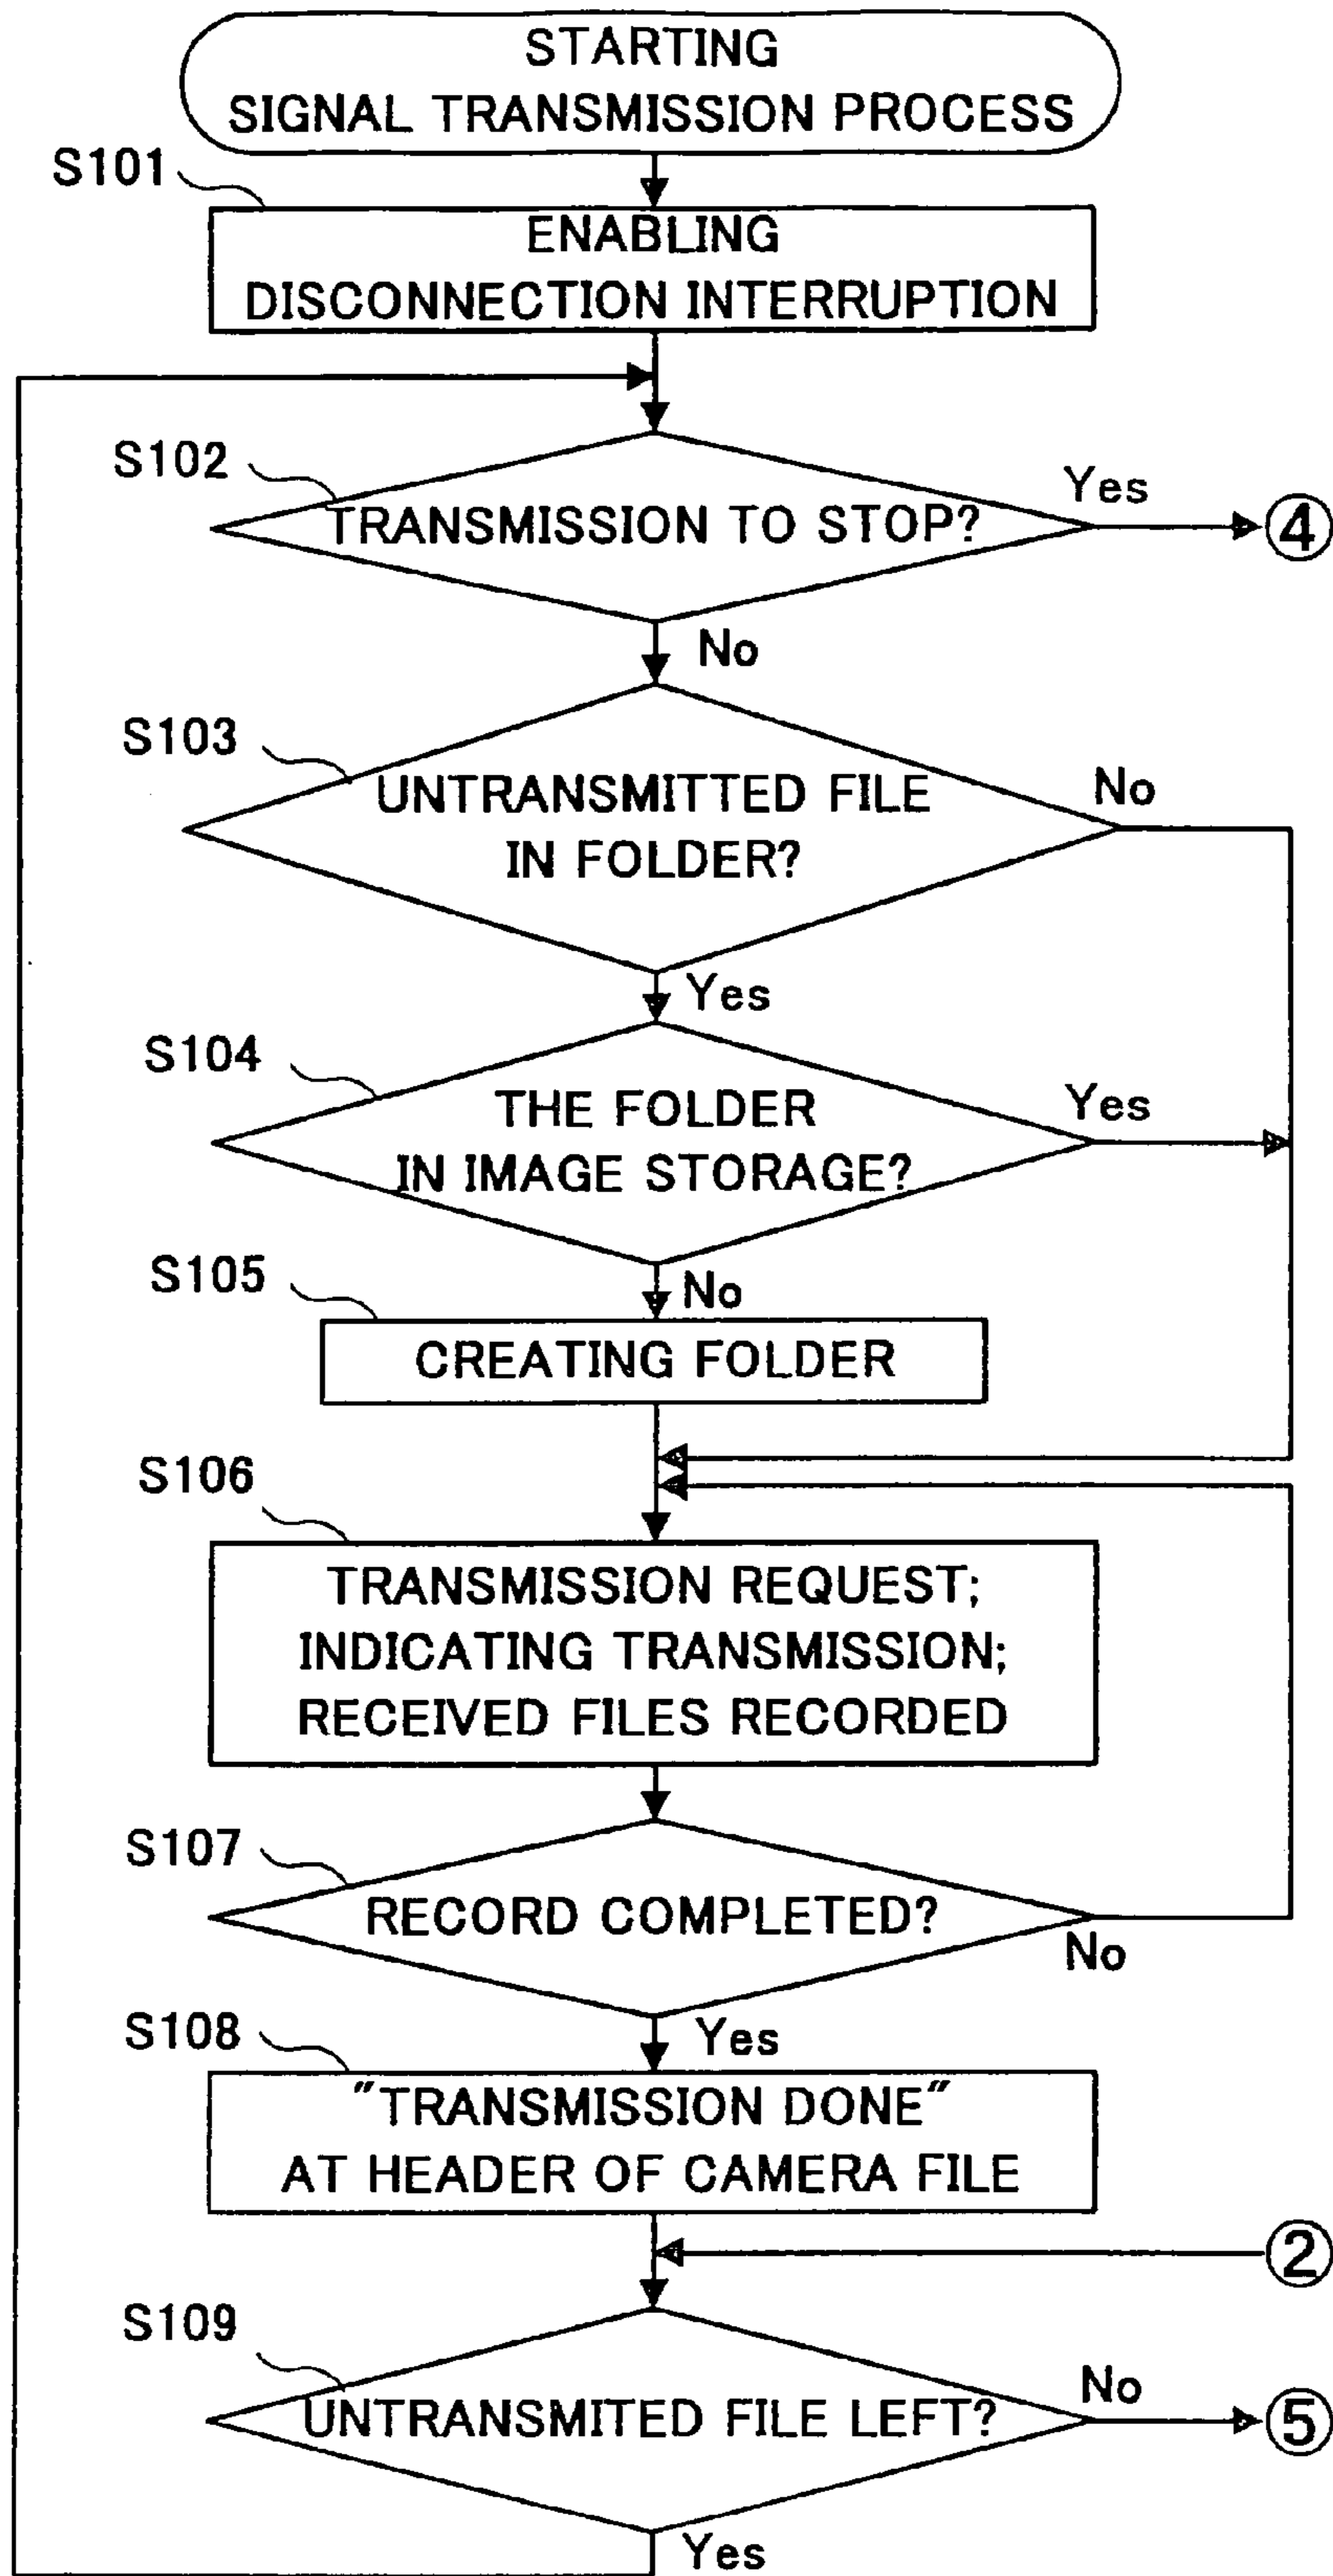 STARTING
SIGNAL TRANSMISSION PROCESS
S101
ENABLING
DISCONNECTION INTERRUPTION
S102
TRANSMISSION TO STOP?
Yes
④
No
S103
UNTRANSMITTED FILE
IN FOLDER?
No
Yes
S104
THE FOLDER
IN IMAGE STORAGE?
Yes
No
S105
CREATING FOLDER
S106
TRANSMISSION REQUEST;
INDICATING TRANSMISSION;
RECEIVED FILES RECORDED
S107
RECORD COMPLETED?
No
Yes
S108
"TRANSMISSION DONE"
AT HEADER OF CAMERA FILE
②
S109
UNTRANSMITED FILE LEFT?
No
⑤
Yes